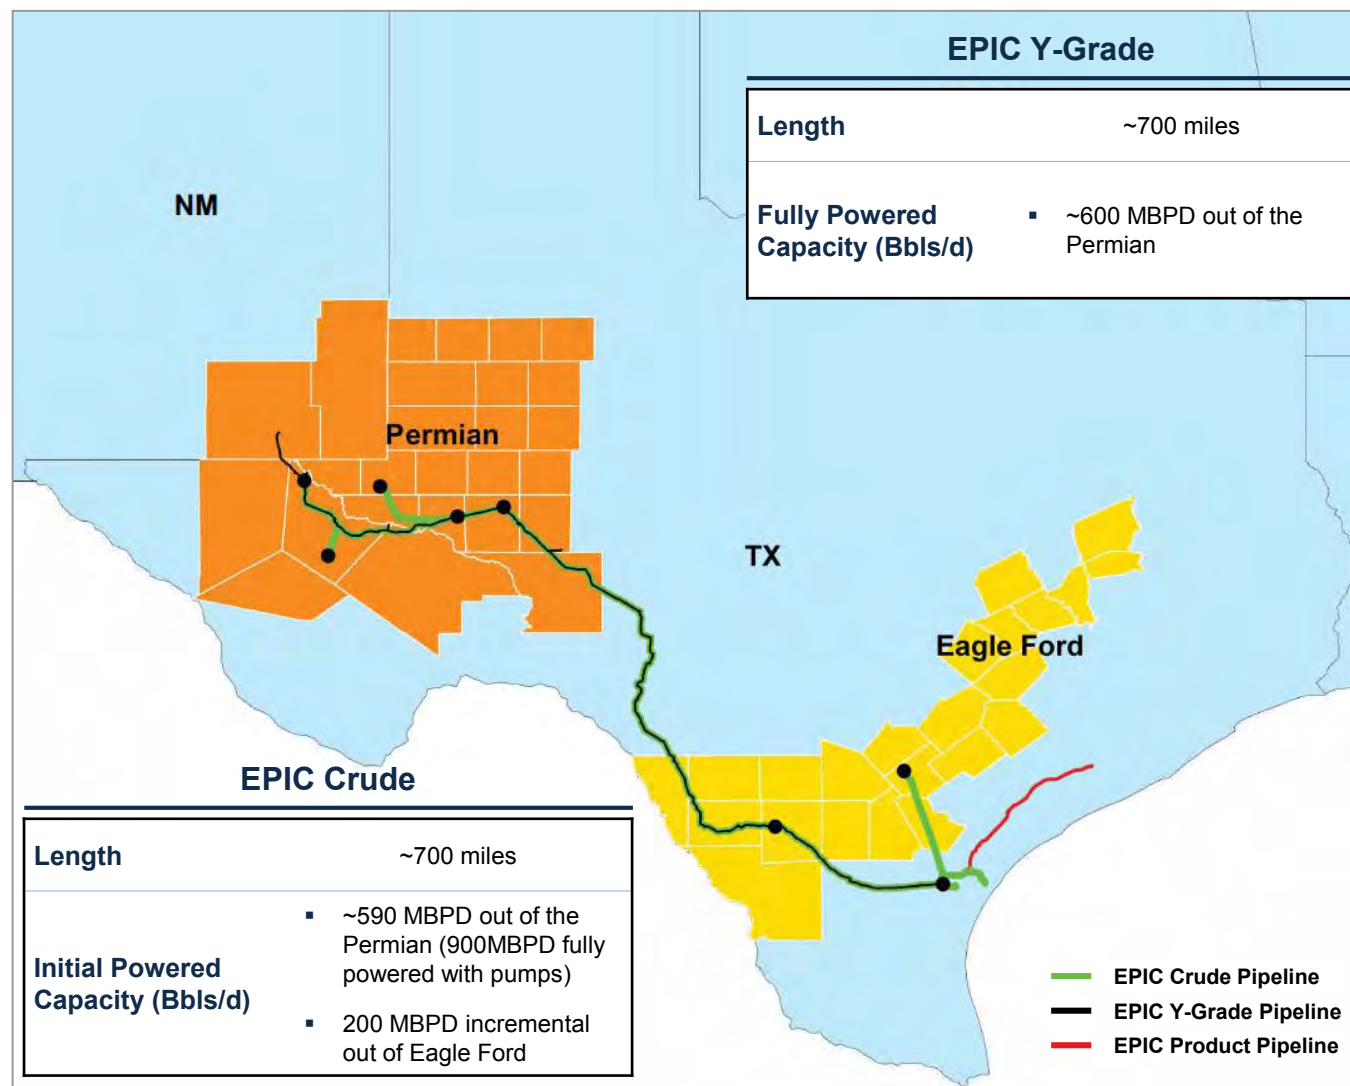 EPIC Y-Grade
Length
~700 miles
Fully Powered
Capacity (Bbls/d)
▪ ~600 MBPD out of the
Permian
NM
Permian
TX
Eagle Ford
EPIC Crude
Length
~700 miles
Initial Powered
Capacity (Bbls/d)
▪ ~590 MBPD out of the
Permian (900MBPD fully
powered with pumps)
▪ 200 MBPD incremental
out of Eagle Ford
EPIC Crude Pipeline
EPIC Y-Grade Pipeline
EPIC Product Pipeline